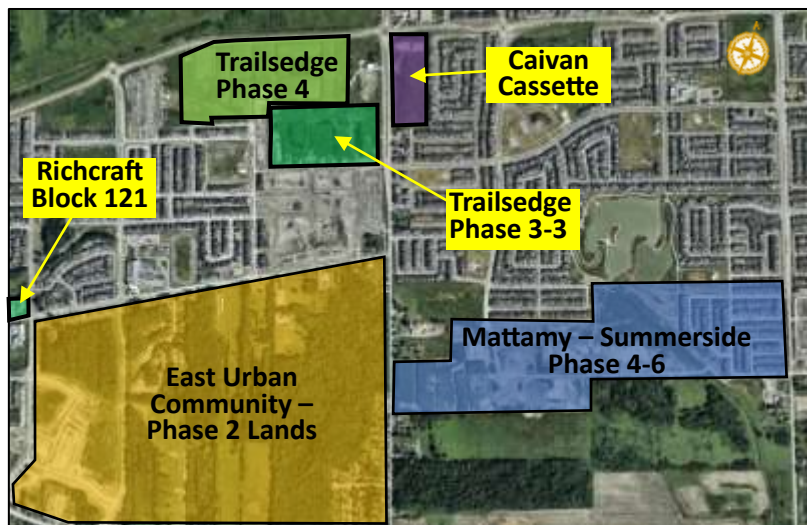 Trailsedge
Phase 4
Caivan
Cassette
Richcraft
Block 121
Trailsedge
Phase 3-3
Mattamy – Summerside
Phase 4-6
East Urban
Community –
Phase 2 Lands